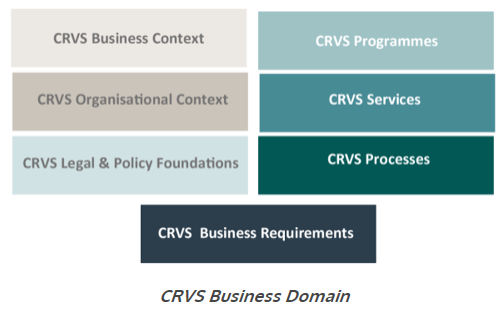 CRVS Business Context
CRVS Programmes
CRVS Organisational Context
CRVS Services
CRVS Legal & Policy Foundations
CRVS Processes
CRVS Business Requirements
CRVS Business Domain